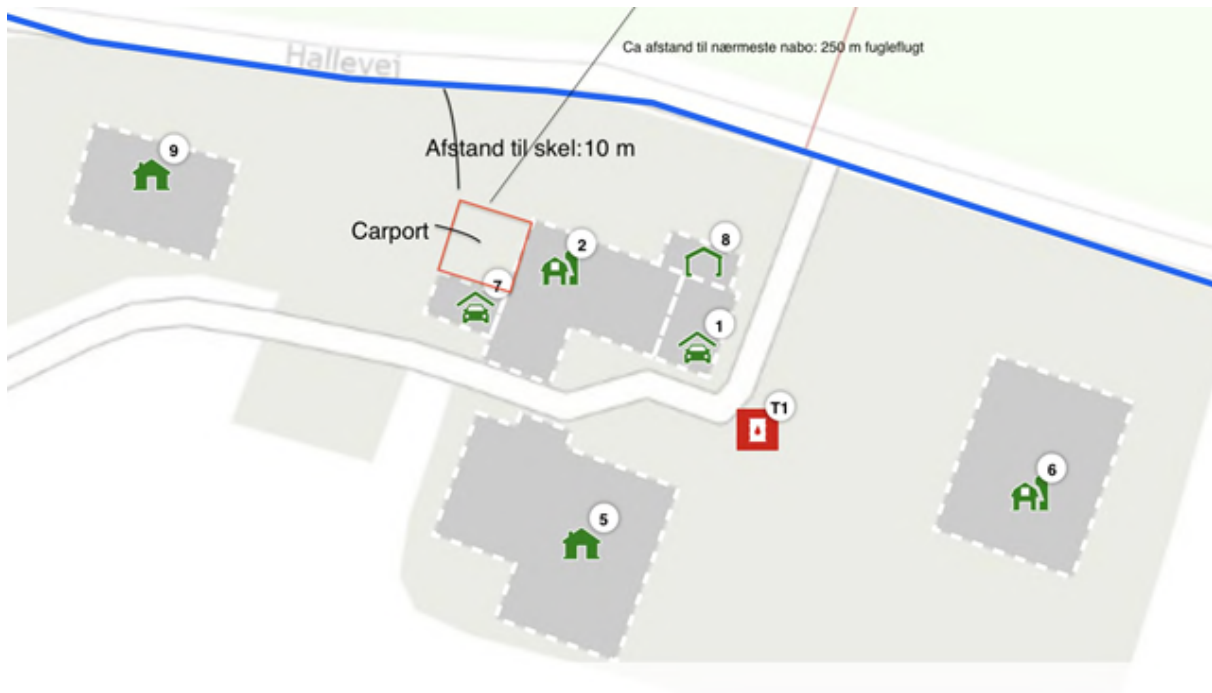 Hallevej
Ca afstand til nærmeste nabo: 250 m fugleflugt
Afstand til skel:10 m
9
Carport
2
8
7
1
T1
6
5